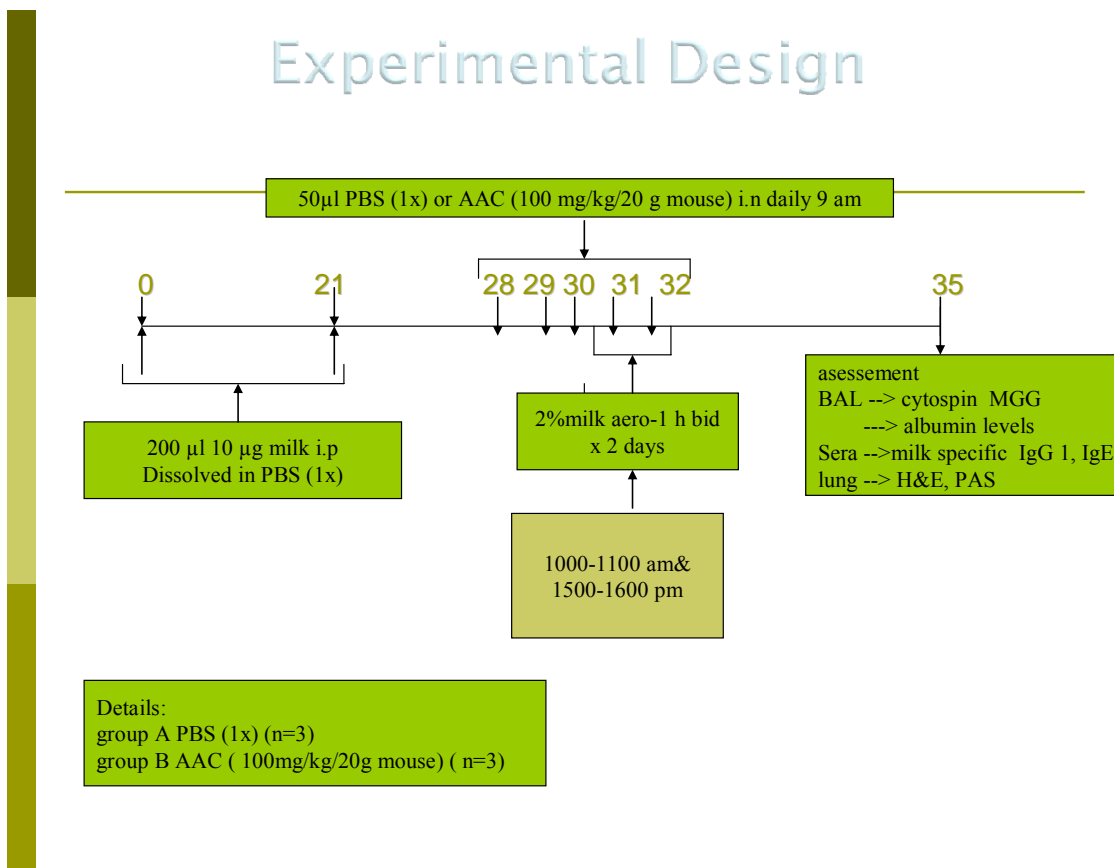 Experimental Design
50µl PBS (1x) or AAC (100 mg/kg/20 g mouse) i.n daily 9 am
0 21 28 29 30 31 32 35
200 µl 10 µg milk i.p
Dissolved in PBS (1x)
2%milk aero-1 h bid
x 2 days
1000-1100 am&
1500-1600 pm
asessement
BAL --> cytospin MGG
---> albumin levels
Sera -->milk specific IgG 1, IgE
lung --> H&E, PAS
Details:
group A PBS (1x) (n=3)
group B AAC ( 100mg/kg/20g mouse) ( n=3)